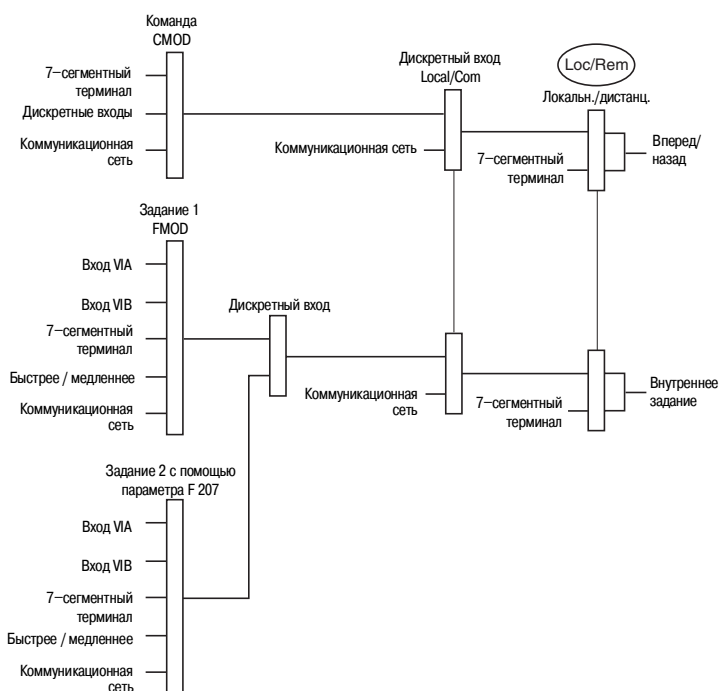 Команда
CMOD
7–сегментный
терминал
Дискретные входы
Коммуникационная
сеть
Дискретный вход
Local/Com
Коммуникационная сеть
Loc/Rem
Локальн./дистанц.
7–сегментный
терминал
Вперед/
назад
Задание 1
FMOD
Вход VIA
Вход VIB
7–сегментный
терминал
Быстрее / медленнее
Коммуникационная
сеть
Дискретный вход
Коммуникационная
сеть
7–сегментный
терминал
Внутреннее
задание
Задание 2 с помощью
параметра F 207
Вход VIA
Вход VIB
7–сегментный
терминал
Быстрее / медленнее
Коммуникационная
сеть